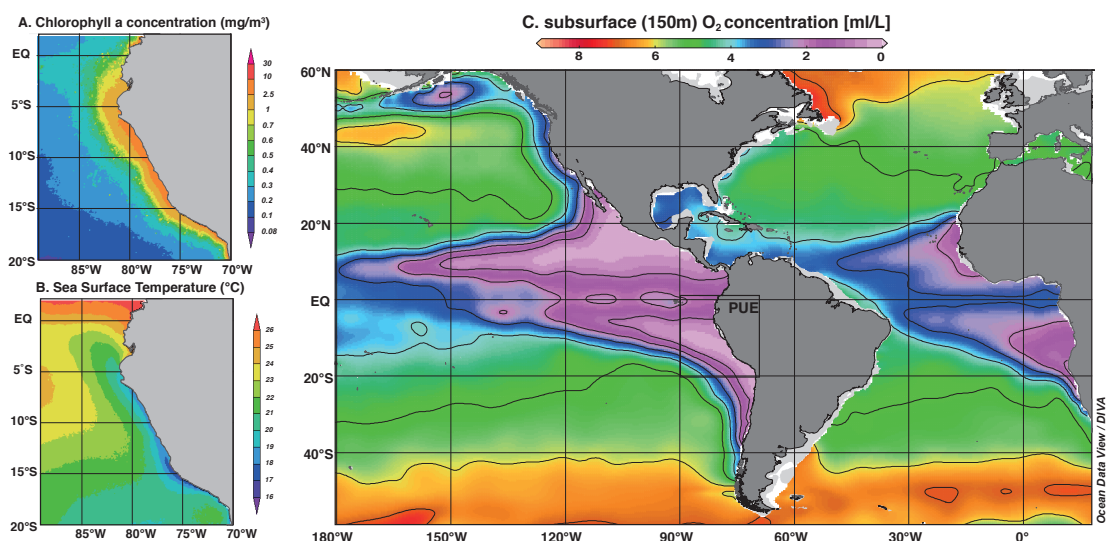 A. Chlorophyll a concentration (mg/m³)
EQ
5°S
10°S
15°S
20°S
85°W 80°W 75°W 70°W
30
10
2.5
1
0.7
0.6
0.5
0.4
0.3
0.2
0.1
0.08
B. Sea Surface Temperature (°C)
EQ
5°S
10°S
15°S
20°S
85°W 80°W 75°W 70°W
26
25
24
23
22
21
20
19
18
17
16
C. subsurface (150m) O₂ concentration [ml/L]
8 6 4 2 0
60°N
40°N
20°N
EQ
20°S
40°S
180°W 150°W 120°W 90°W 60°W 30°W 0°
PUE
Ocean Data View / DIVA